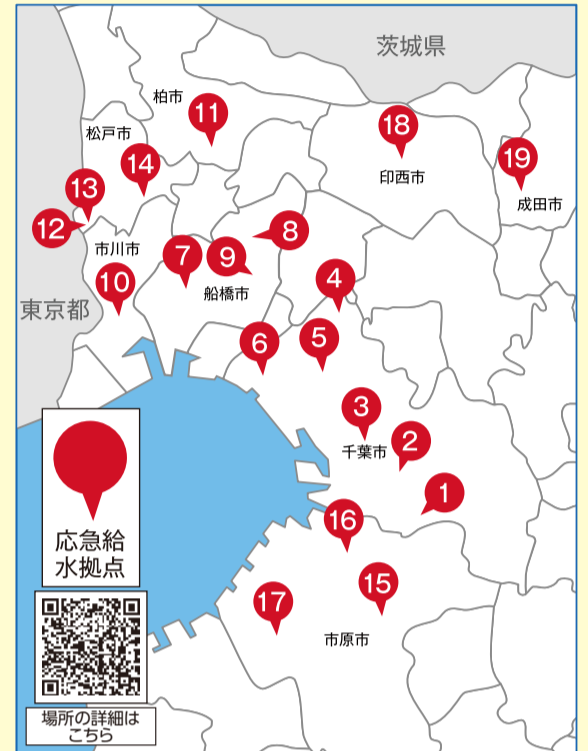 茨城県
柏市
11
18
松戸市
14
19
印西市
13
成田市
12
8
市川市
7
9
10
船橋市
4
東京都
5
6
3
2
千葉市
1
16
応急給
水拠点
15
17
市原市
場所の詳細は
こちら